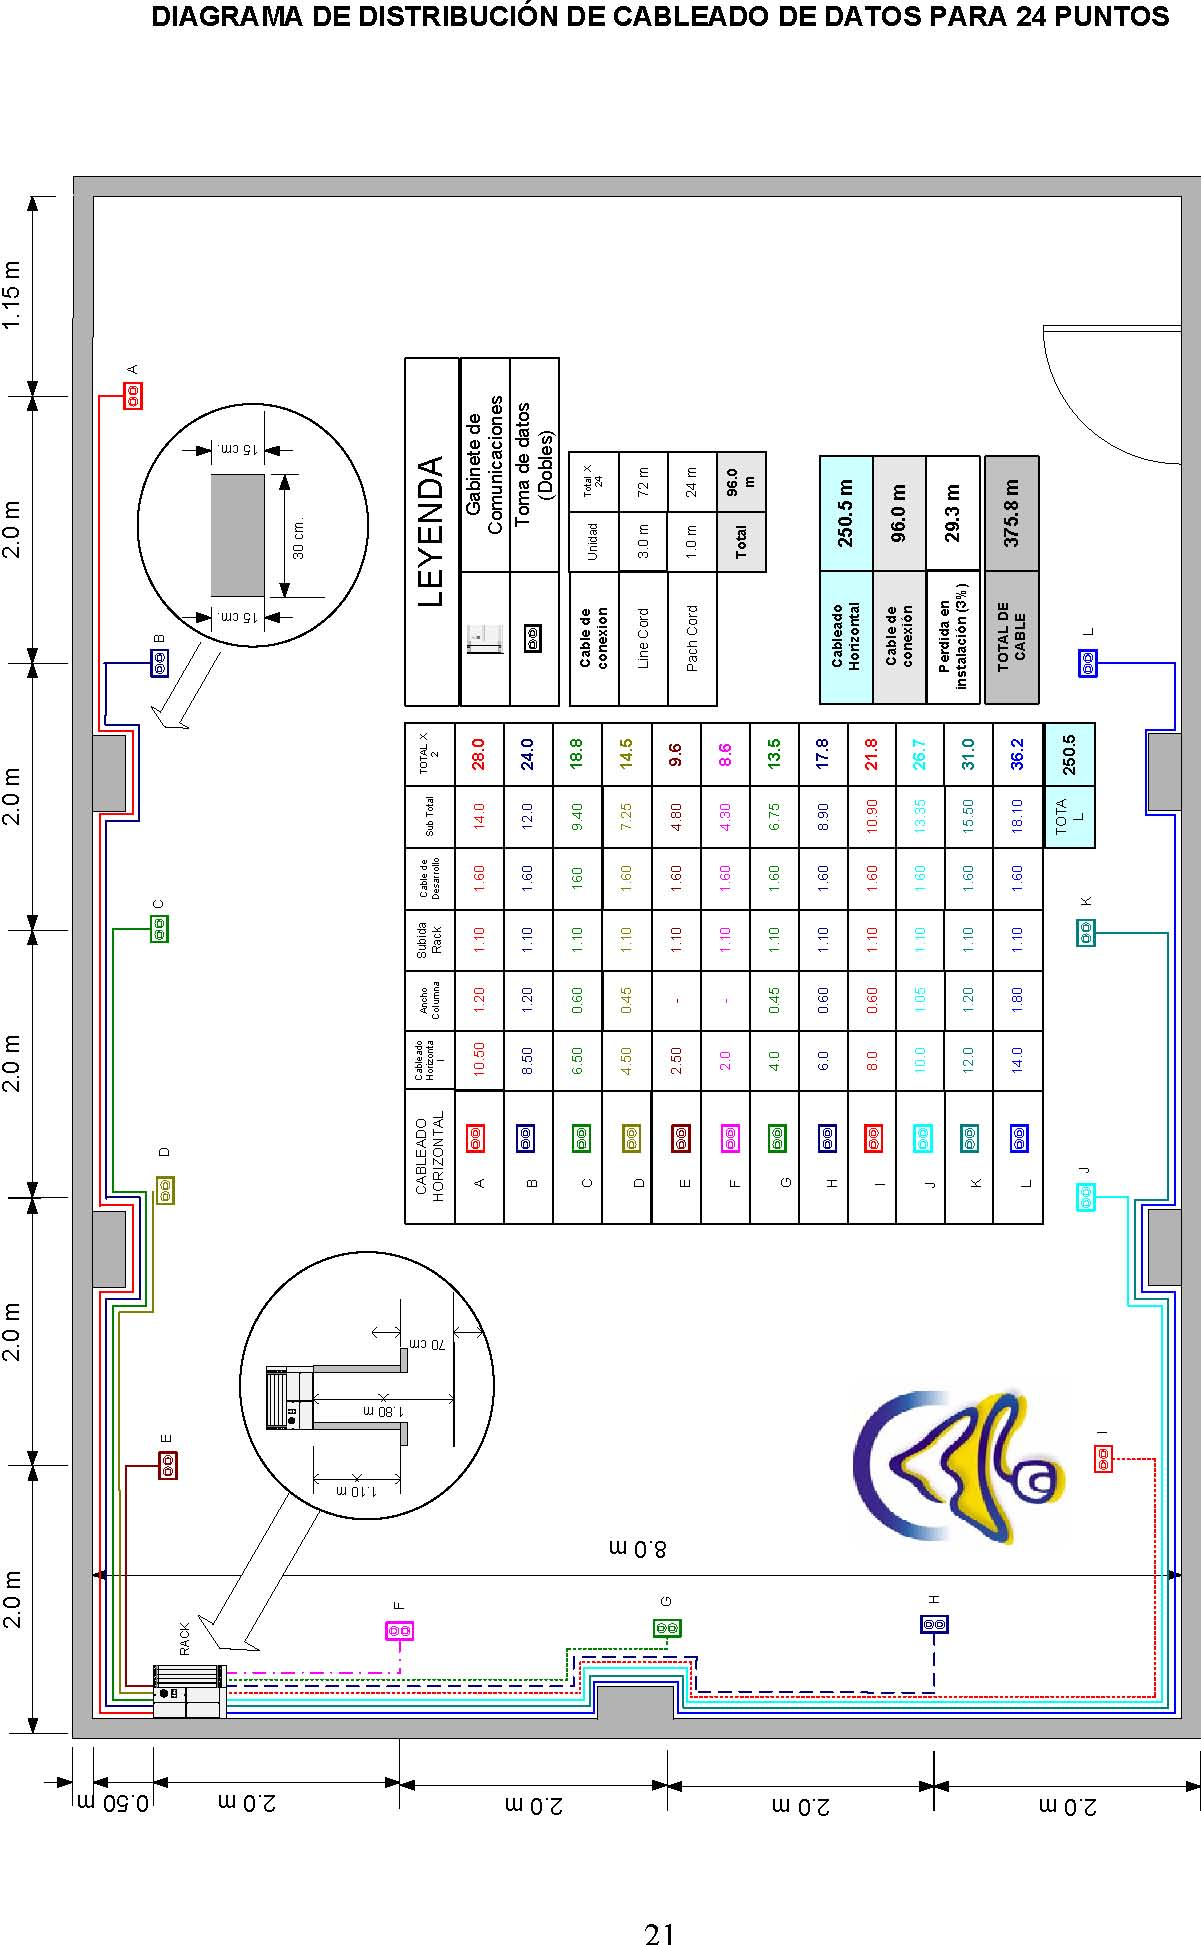 DIAGRAMA DE DISTRIBUCIÓN DE CABLEADO DE DATOS PARA 24 PUNTOS
1.15 m
2.0 m
2.0 m
2.0 m
2.0 m
2.0 m
A
B
C
D
E
F
G
H
I
J
K
L
RACK
15 cm.
15 cm.
30 cm.
1.10 m
1.80 m
70 cm
8.0 m
LEYENDA
Gabinete de
Comunicaciones
Toma de datos
(Dobles)
Cable de
conexion
Unidad
Total X
24
Line Cord 3.0 m 72 m
Pach Cord 1.0 m 24 m
Total 96.0
m
Cableado
Horizontal
250.5 m
Cable de
conexión
96.0 m
Perdida en
instalación (3%)
29.3 m
TOTAL DE
CABLE
375.8 m
CABLEADO
HORIZONTAL
Cableado
Horizonta
l
Ancho
Columna
Subida
Rack
Cable de
Desarrollo
Sub Total
TOTAL X
2
A 10.50 1.20 1.10 1.60 14.0 28.0
B 8.50 1.20 1.10 1.60 12.0 24.0
C 6.50 0.60 1.10 160 9.40 18.8
D 4.50 0.45 1.10 1.60 7.25 14.5
E 2.50 - 1.10 1.60 4.80 9.6
F 2.0 - 1.10 1.60 4.30 8.6
G 4.0 0.45 1.10 1.60 6.75 13.5
H 6.0 0.60 1.10 1.60 8.90 17.8
I 8.0 0.60 1.10 1.60 10.90 21.8
J 10.0 1.05 1.10 1.60 13.35 26.7
K 12.0 1.20 1.10 1.60 15.50 31.0
L 14.0 1.80 1.10 1.60 18.10 36.2
TOTA
L
250.5
0.50 m
2.0 m
2.0 m
2.0 m
2.0 m
21